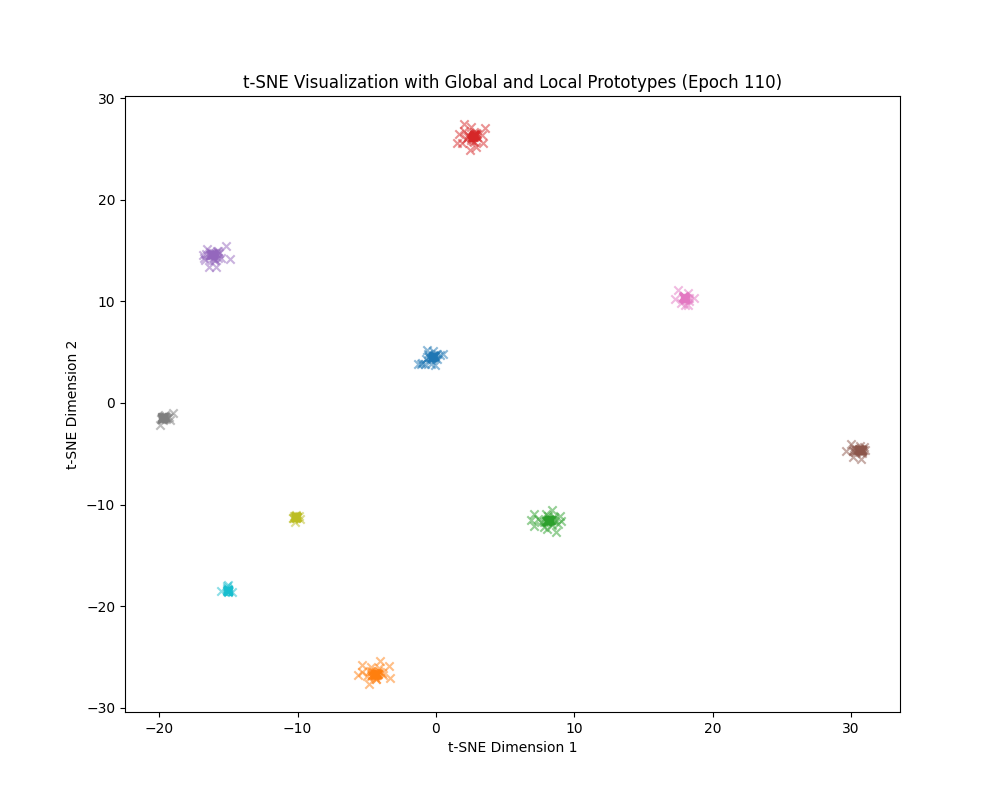 t-SNE Visualization with Global and Local Prototypes (Epoch 110)
30
20
10
0
−10
−20
−30
t-SNE Dimension 2
−20 −10 0 10 20 30
t-SNE Dimension 1